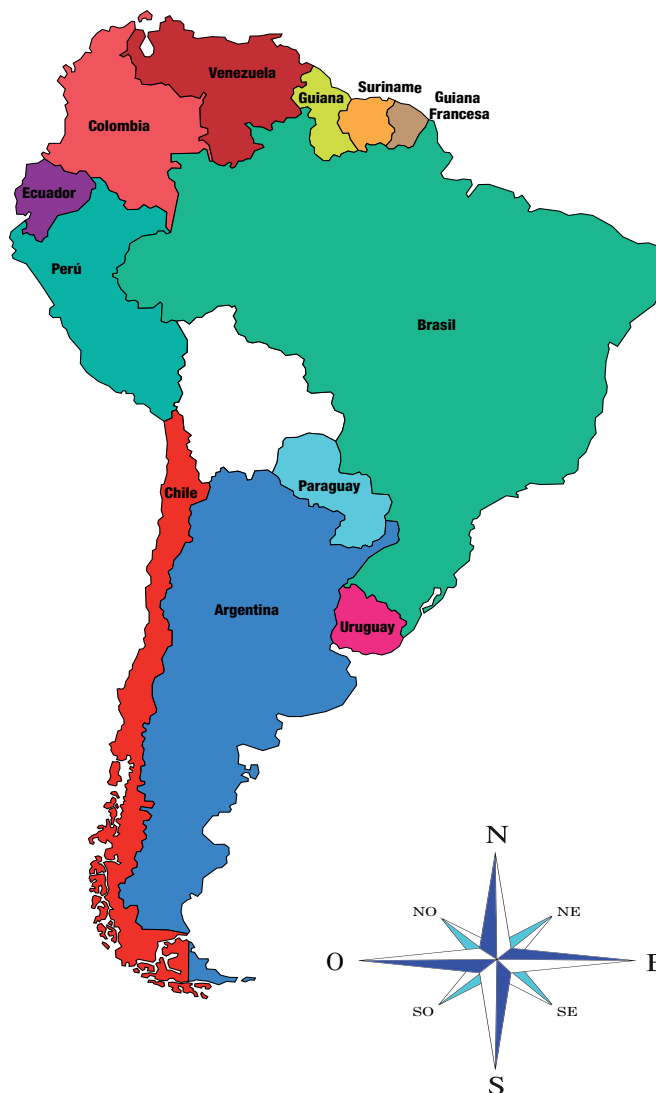 Venezuela
Suriname
Guiana
Guiana
Francesa
Colombia
Ecuador
Perú
Brasil
Chile
Paraguay
Argentina
Uruguay
N
NO
NE
O
E
SO
SE
S